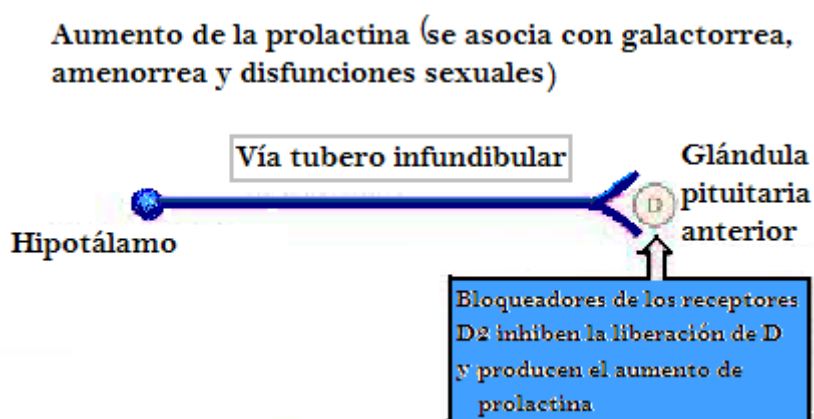 Aumento de la prolactina (se asocia con galactorrea,
amenorrea y disfunciones sexuales)
Vía tubero infundibular
Glándula
pituitaria
anterior
D
Hipotálamo
Bloqueadores de los receptores
D2 inhiben la liberación de D
y producen el aumento de
prolactina